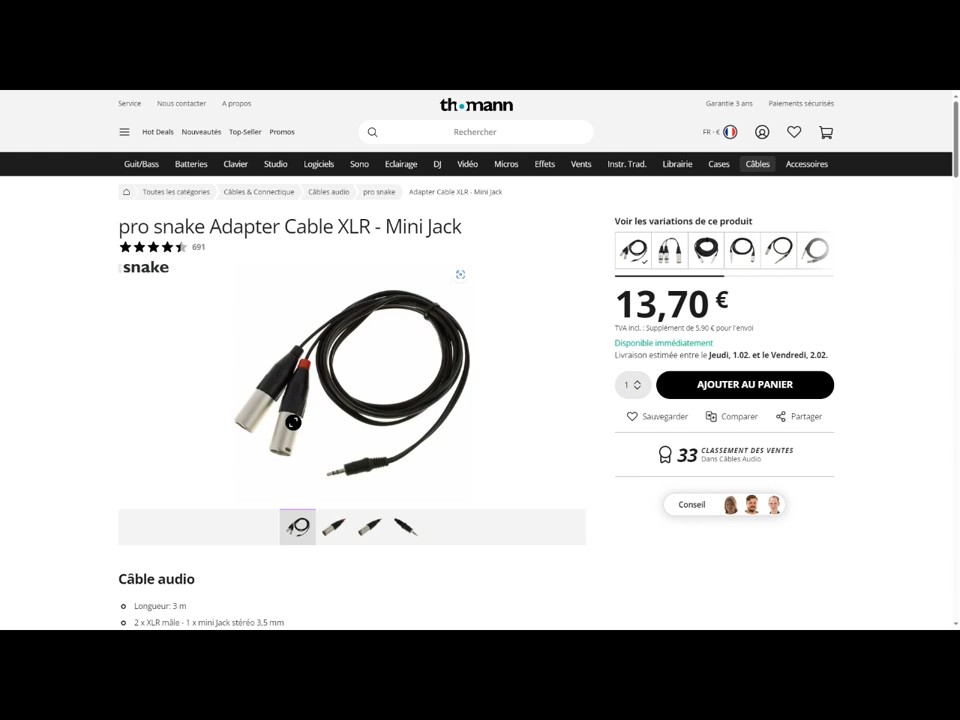 Service Nous contacter A propos
th•mann
Garantie 3 ans Paiements sécurisés
Hot Deals Nouveautés Top-Seller Promos
Rechercher
FR · €
Guit/Bass Batteries Clavier Studio Logiciels Sono Eclairage DJ Vidéo Micros Effets Vents Instr. Trad. Librairie Cases Câbles Accessoires
Toutes les catégories Câbles & Connectique Câbles audio pro snake Adapter Cable XLR - Mini Jack
pro snake Adapter Cable XLR - Mini Jack
691
snake
Voir les variations de ce produit
13,70 €
TVA incl. : Supplément de 5,90 € pour l'envoi
Disponible immédiatement
Livraison estimée entre le Jeudi, 1.02. et le Vendredi, 2.02.
1
AJOUTER AU PANIER
Sauvegarder Comparer Partager
33 CLASSEMENT DES VENTES
Dans Câbles Audio
Conseil
Câble audio
Longueur: 3 m
2 x XLR mâle - 1 x mini Jack stéréo 3,5 mm